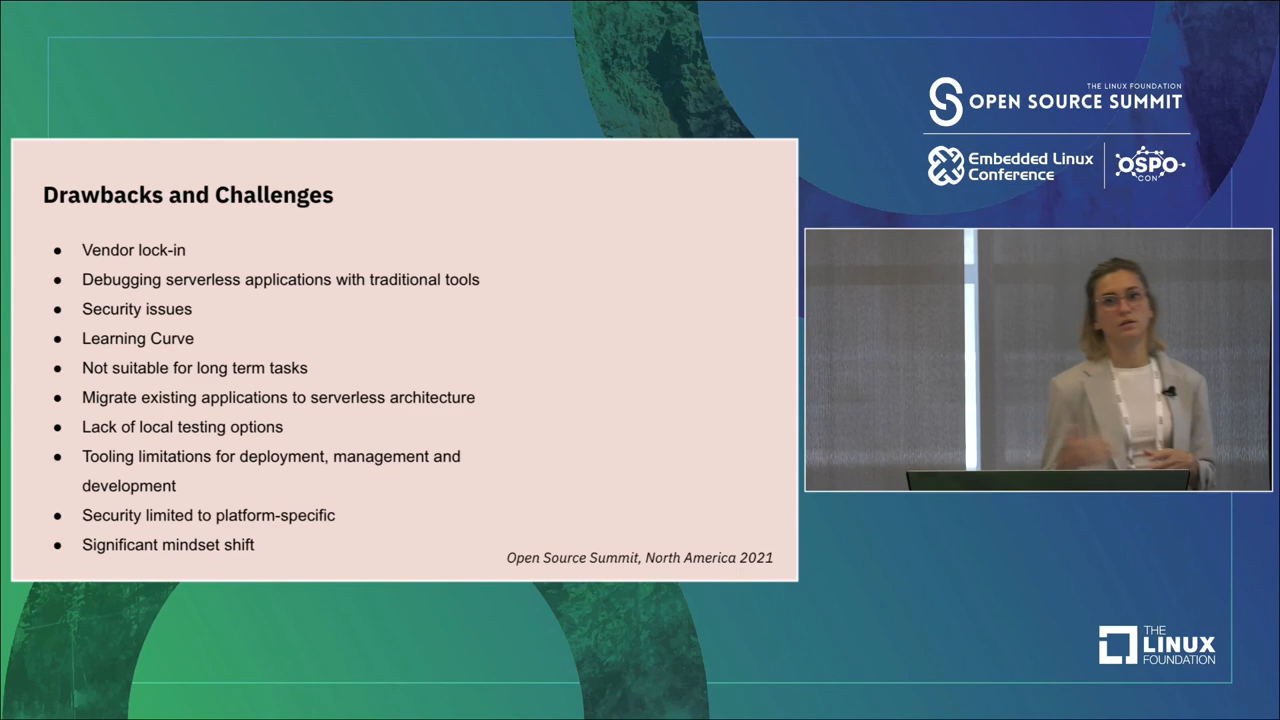 THE LINUX FOUNDATION
OPEN SOURCE SUMMIT
Embedded Linux
Conference
OSPO
CON
Drawbacks and Challenges
● Vendor lock-in
● Debugging serverless applications with traditional tools
● Security issues
● Learning Curve
● Not suitable for long term tasks
● Migrate existing applications to serverless architecture
● Lack of local testing options
● Tooling limitations for deployment, management and
development
● Security limited to platform-specific
● Significant mindset shift
Open Source Summit, North America 2021
THE
LINUX
FOUNDATION